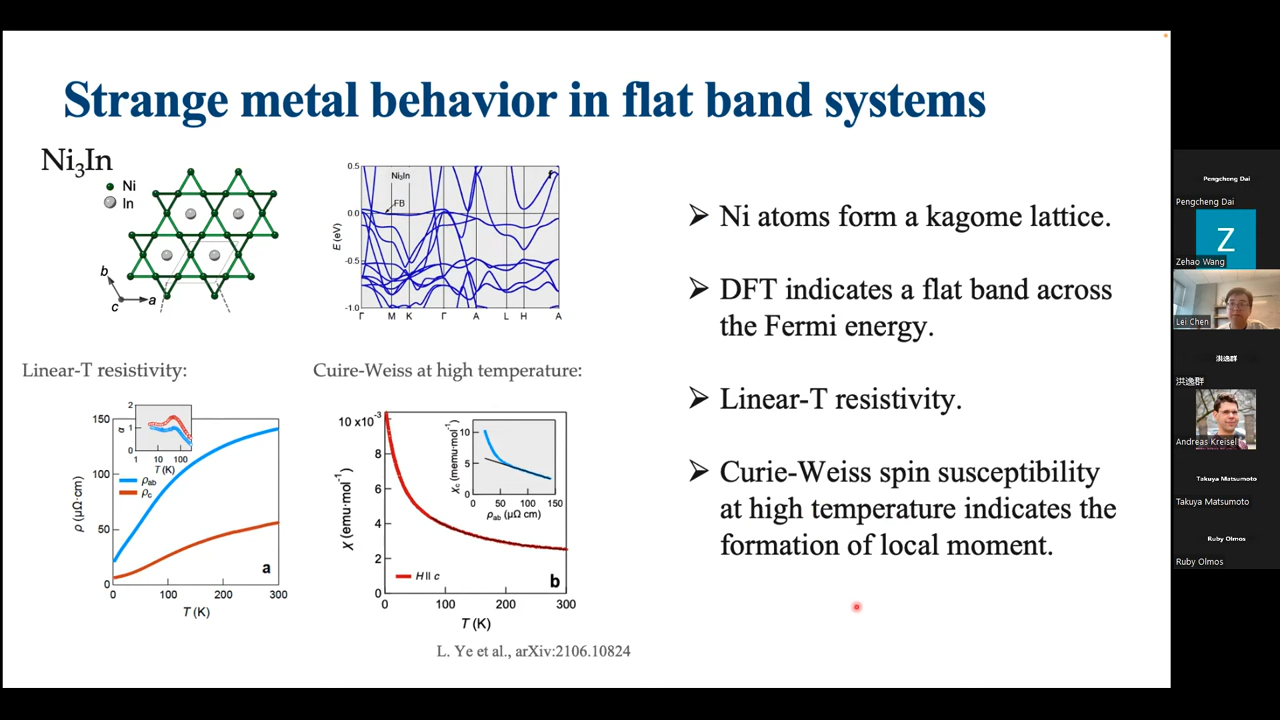 Strange metal behavior in flat band systems
Ni₃In
Ni
In
b
c
a
0.5
0.0
-0.5
-1.0
E (eV)
Ni₃In
FB
f
Γ M K Γ A L H A
➢ Ni atoms form a kagome lattice.
➢ DFT indicates a flat band across
the Fermi energy.
➢ Linear-T resistivity.
➢ Curie-Weiss spin susceptibility
at high temperature indicates the
formation of local moment.
Linear-T resistivity:
150
100
50
0
ρ (μΩ·cm)
2
1
0
α
1 10 100
T (K)
ρab
ρc
a
0 100 200 300
T (K)
Cuire-Weiss at high temperature:
10 x10⁻³
8
6
4
2
0
χ (emu·mol⁻¹)
10
5
0
χc (memu·mol⁻¹)
0 50 100 150
ρab (μΩ cm)
H || c
b
0 100 200 300
T (K)
L. Ye et al., arXiv:2106.10824
Pengcheng Dai
Pengcheng Dai
Z
Zehao Wang
Lei Chen
洪逸群
洪逸群
Andreas Kreisel
Takuya Matsumoto
Takuya Matsumoto
Ruby Olmos
Ruby Olmos